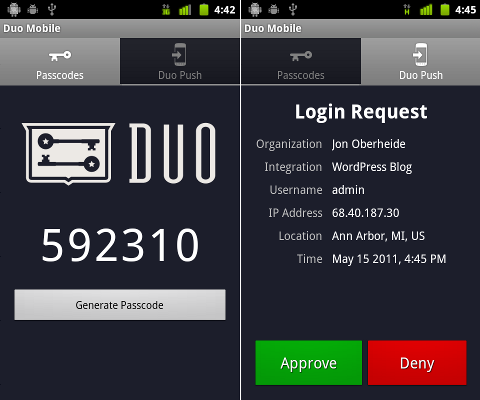 4:42
Duo Mobile
Passcodes
Duo Push
DUO
592310
Generate Passcode
4:45
Duo Mobile
Passcodes
Duo Push
Login Request
Organization Jon Oberheide
Integration WordPress Blog
Username admin
IP Address 68.40.187.30
Location Ann Arbor, MI, US
Time May 15 2011, 4:45 PM
Approve
Deny